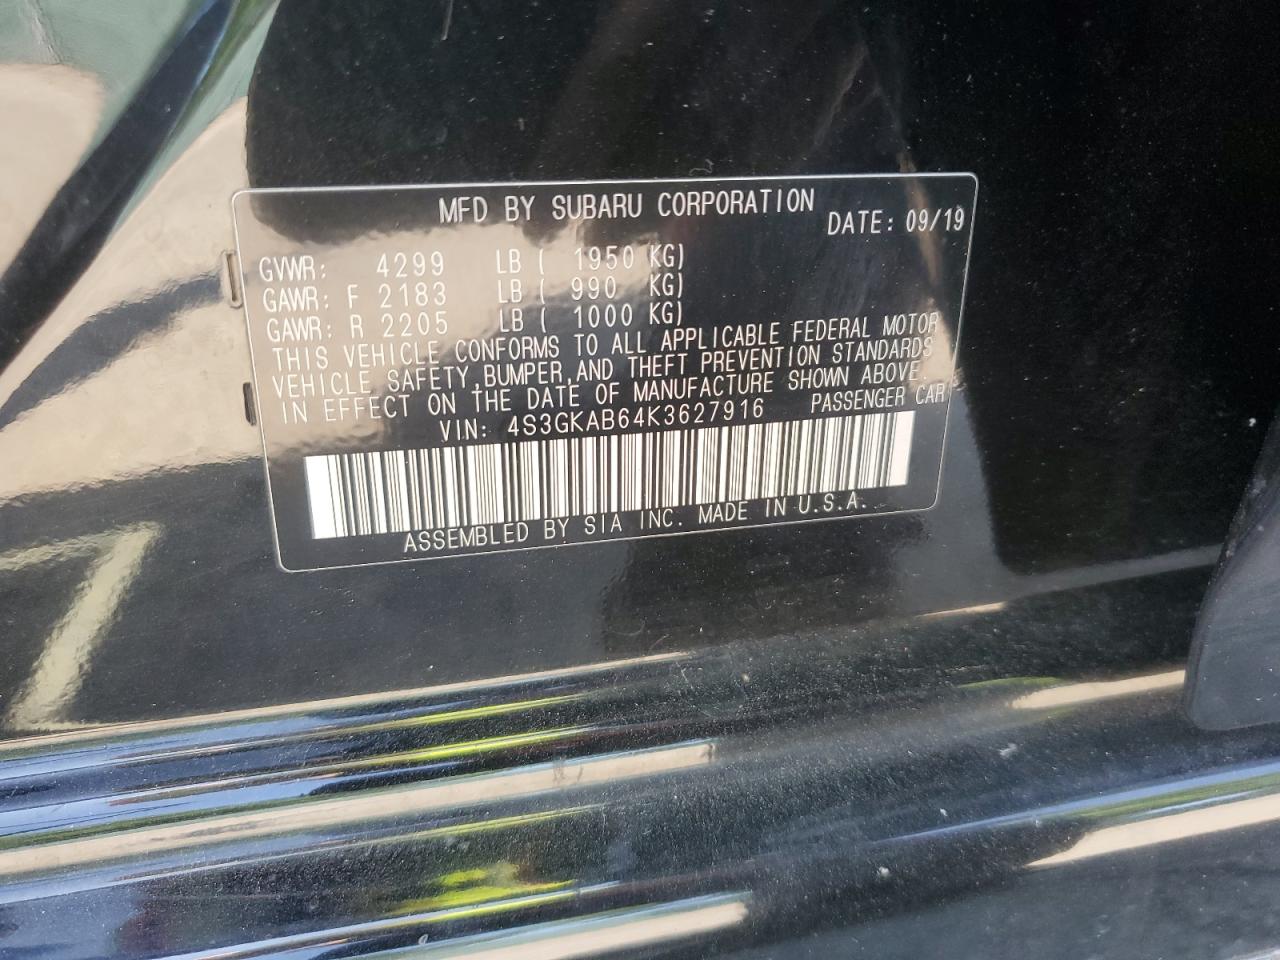 MFD BY SUBARU CORPORATION
DATE: 09/19
GVWR: 4299 LB ( 1950 KG)
GAWR: F 2183 LB ( 990 KG)
GAWR: R 2205 LB ( 1000 KG)
THIS VEHICLE CONFORMS TO ALL APPLICABLE FEDERAL MOTOR
VEHICLE SAFETY, BUMPER, AND THEFT PREVENTION STANDARDS
IN EFFECT ON THE DATE OF MANUFACTURE SHOWN ABOVE.
VIN: 4S3GKAB64K3627916 PASSENGER CAR
ASSEMBLED BY SIA INC. MADE IN U.S.A.